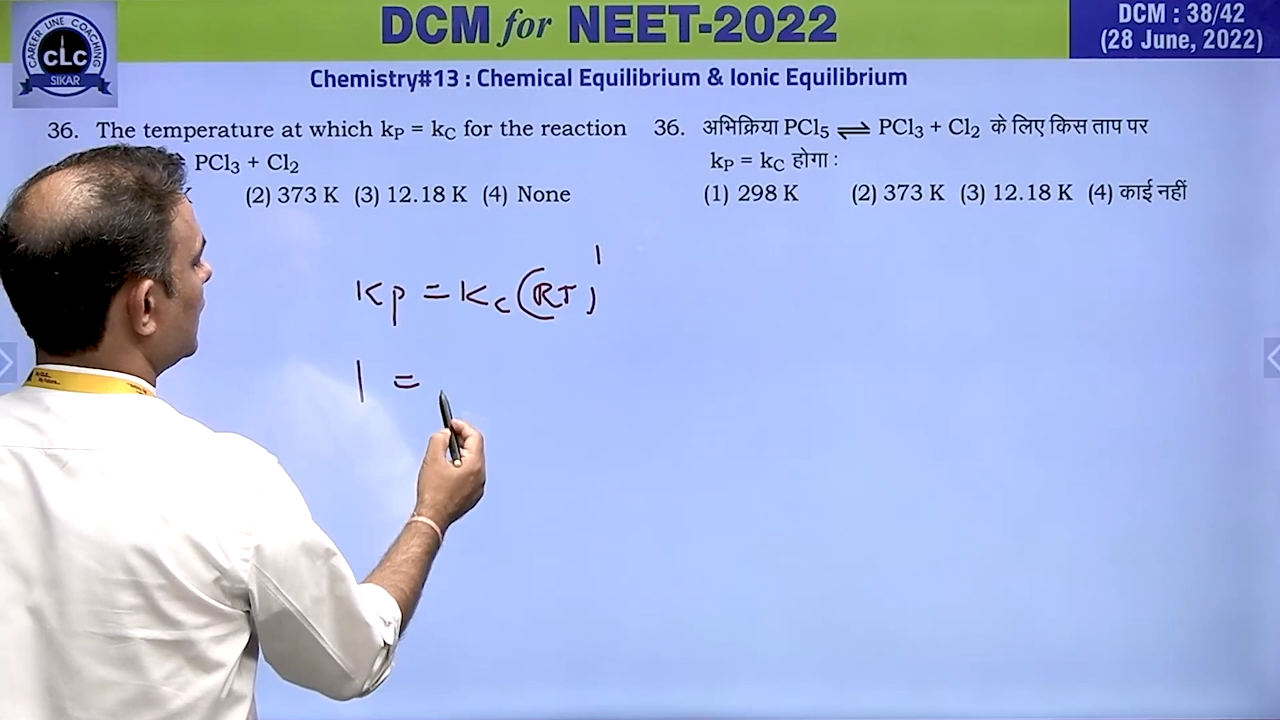 DCM for NEET-2022
DCM : 38/42
(28 June, 2022)
CAREER LINE COACHING
CLC
SIKAR
Chemistry#13 : Chemical Equilibrium & Ionic Equilibrium
36. The temperature at which kP = kC for the reaction
⇌ PCl3 + Cl2
K (2) 373 K (3) 12.18 K (4) None
36. अभिक्रिया PCl5 ⇌ PCl3 + Cl2 के लिए किस ताप पर
kP = kC होगा :
(1) 298 K (2) 373 K (3) 12.18 K (4) काई नहीं
Kp = Kc (RT)^1
1 =